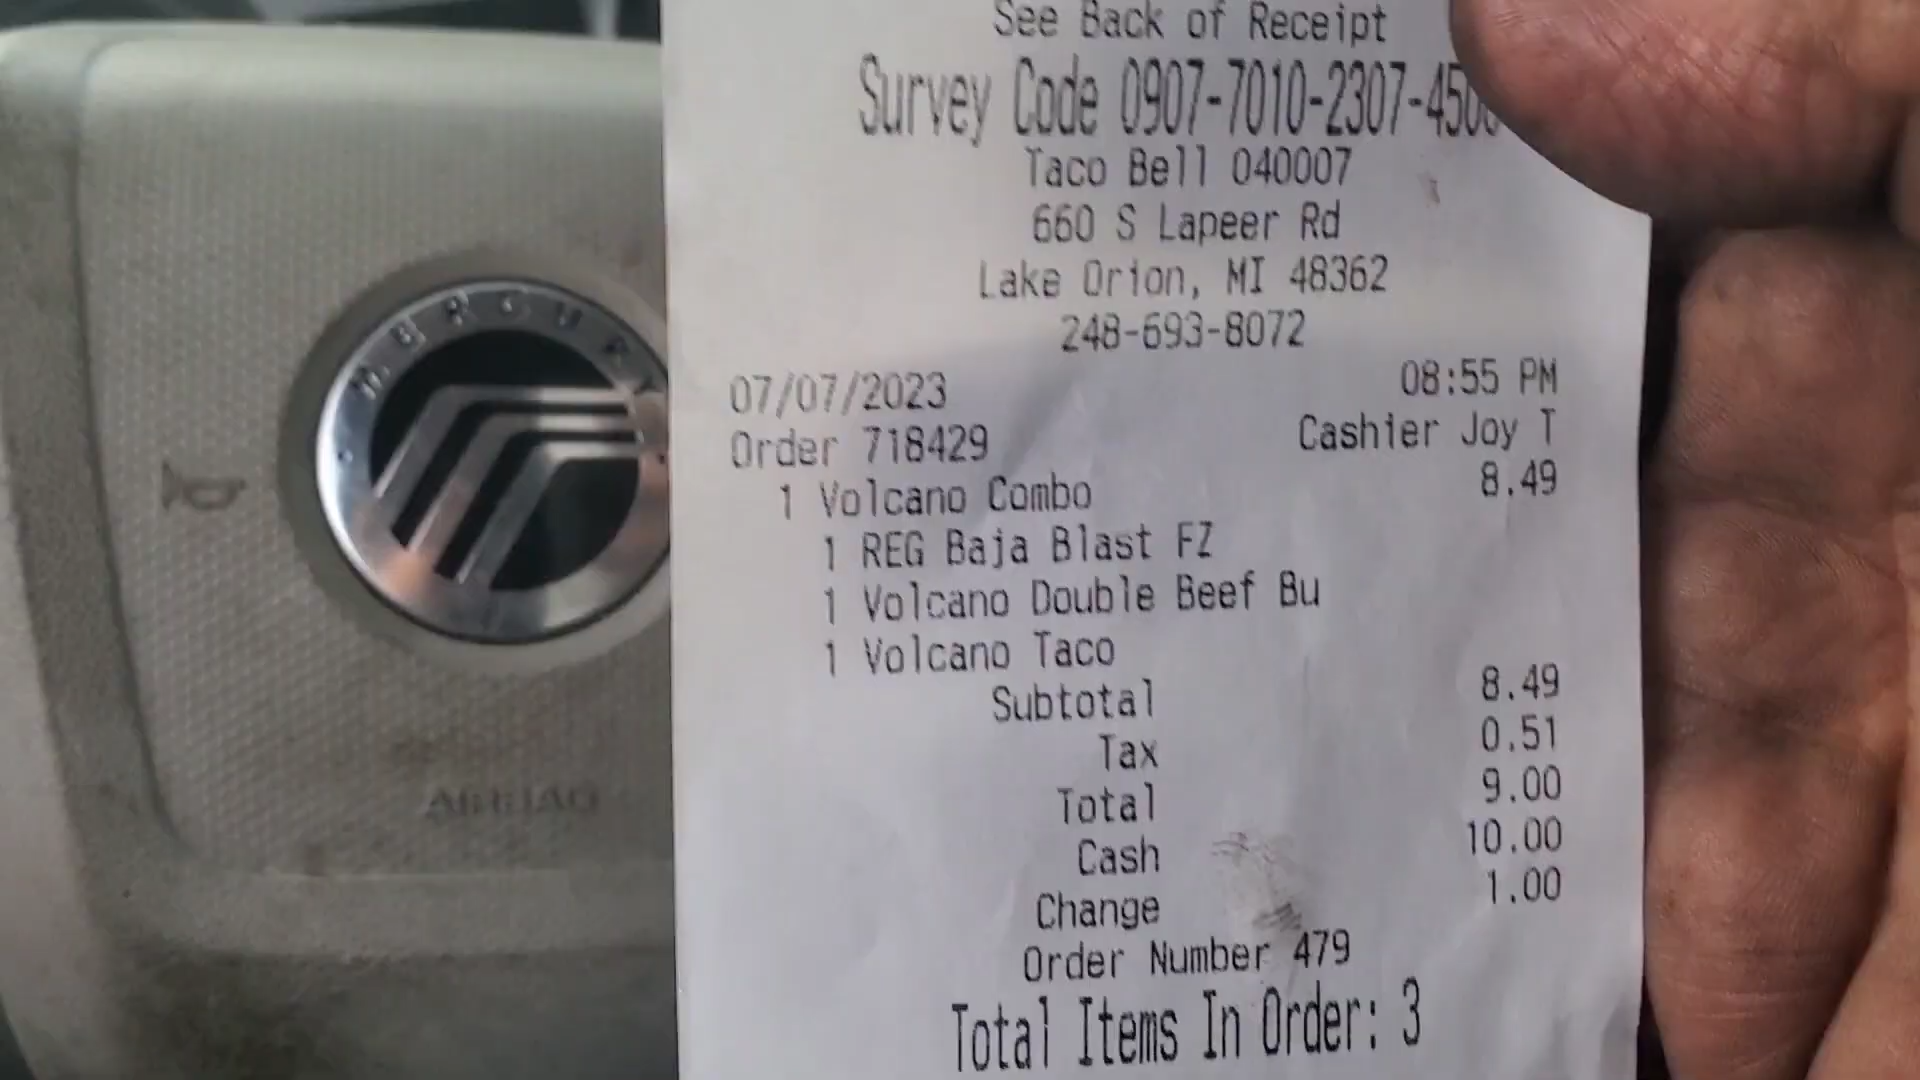 See Back of Receipt
Survey Code 0907-7010-2307-450
Taco Bell 040007
660 S Lapeer Rd
Lake Orion, MI 48362
248-693-8072
07/07/2023 08:55 PM
Order 718429 Cashier Joy T
1 Volcano Combo 8.49
1 REG Baja Blast FZ
1 Volcano Double Beef Bu
1 Volcano Taco
Subtotal 8.49
Tax 0.51
Total 9.00
Cash 10.00
Change 1.00
Order Number 479
Total Items In Order: 3
MERCURY
AIRBAG